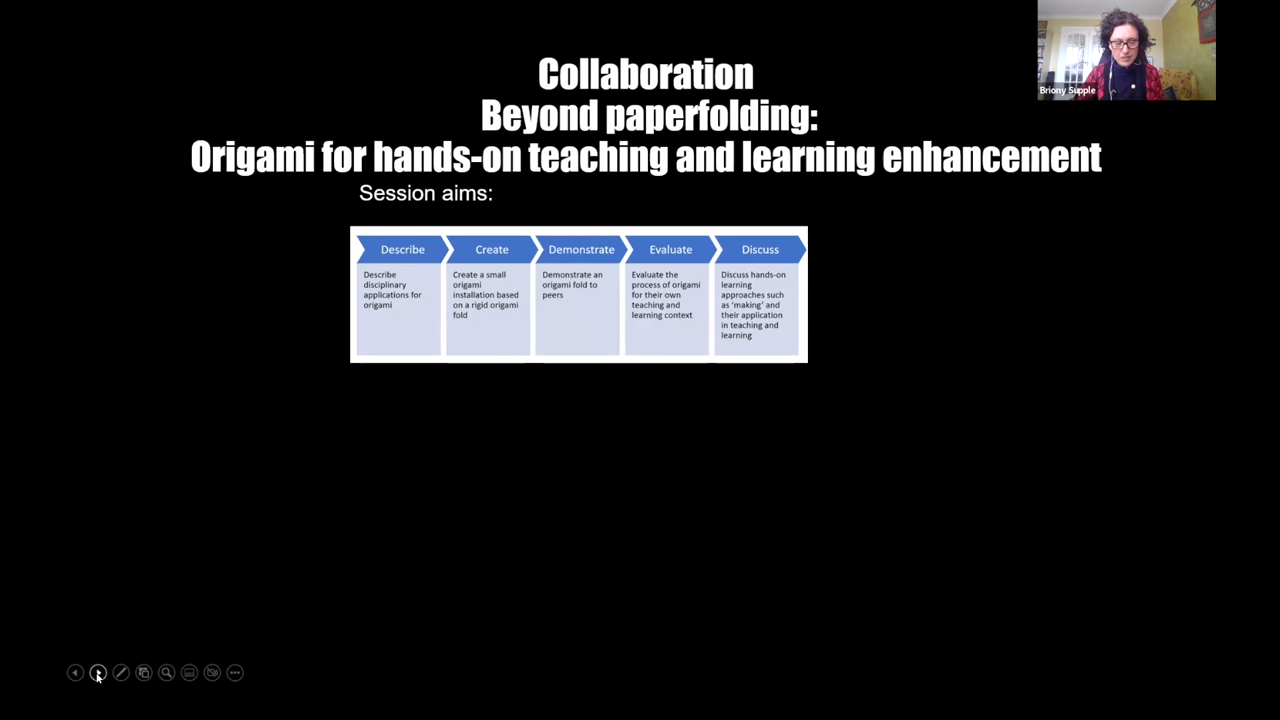 Collaboration
Beyond paperfolding:
Origami for hands-on teaching and learning enhancement
Briony Supple
Session aims:
Describe
Create
Demonstrate
Evaluate
Discuss
Describe
disciplinary
applications for
origami
Create a small
origami
installation based
on a rigid origami
fold
Demonstrate an
origami fold to
peers
Evaluate the
process of origami
for their own
teaching and
learning context
Discuss hands-on
learning
approaches such
as ‘making’ and
their application
in teaching and
learning